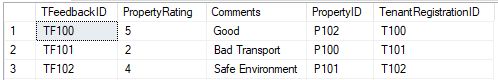 TFeedbackID PropertyRating Comments PropertyID TenantRegistrationID
1 TF100 5 Good P102 T100
2 TF101 2 Bad Transport P100 T101
3 TF102 4 Safe Environment P101 T102